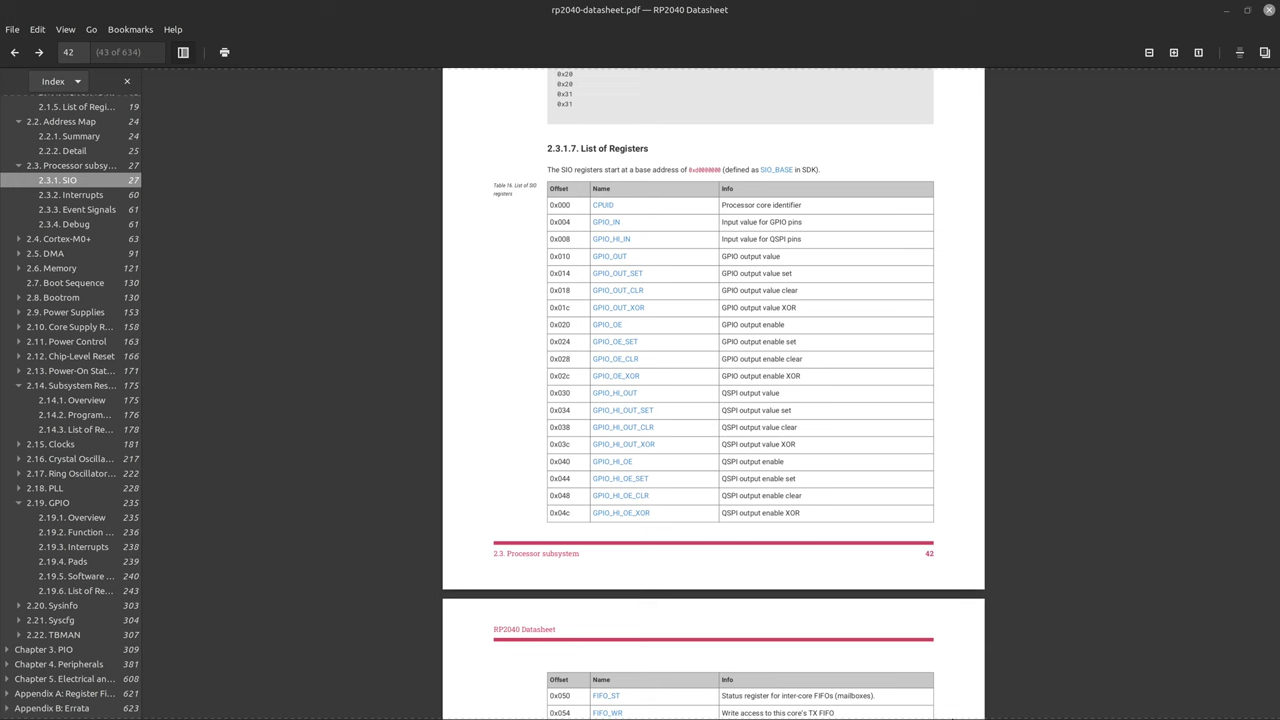 rp2040-datasheet.pdf — RP2040 Datasheet
File Edit View Go Bookmarks Help
42 (43 of 634)
Index
2.1.5. List of Regi... 19
2.2. Address Map 24
2.2.1. Summary 24
2.2.2. Detail 24
2.3. Processor subsy... 27
2.3.1. SIO 27
2.3.2. Interrupts 60
2.3.3. Event Signals 61
2.3.4. Debug 61
2.4. Cortex-M0+ 63
2.5. DMA 91
2.6. Memory 121
2.7. Boot Sequence 130
2.8. Bootrom 130
2.9. Power Supplies 153
2.10. Core Supply R... 158
2.11. Power Control 163
2.12. Chip-Level Reset 166
2.13. Power-On Stat... 171
2.14. Subsystem Res... 175
2.14.1. Overview 175
2.14.2. Program... 176
2.14.3. List of Re... 178
2.15. Clocks 181
2.16. Crystal Oscilla... 219
2.17. Ring Oscillator... 222
2.18. PLL 228
2.19. GPIO 235
2.19.1. Overview 235
2.19.2. Function ... 236
2.19.3. Interrupts 238
2.19.4. Pads 239
2.19.5. Software ... 240
2.19.6. List of Re... 243
2.20. Sysinfo 303
2.21. Syscfg 304
2.22. TBMAN 307
Chapter 3. PIO 309
Chapter 4. Peripherals 381
Chapter 5. Electrical an... 608
Appendix A: Register Fi... 621
Appendix B: Errata 623
0x20
0x20
0x31
0x31
2.3.1.7. List of Registers
The SIO registers start at a base address of 0xd0000000 (defined as SIO_BASE in SDK).
Table 16. List of SIO
registers
Offset Name Info
0x000 CPUID Processor core identifier
0x004 GPIO_IN Input value for GPIO pins
0x008 GPIO_HI_IN Input value for QSPI pins
0x010 GPIO_OUT GPIO output value
0x014 GPIO_OUT_SET GPIO output value set
0x018 GPIO_OUT_CLR GPIO output value clear
0x01c GPIO_OUT_XOR GPIO output value XOR
0x020 GPIO_OE GPIO output enable
0x024 GPIO_OE_SET GPIO output enable set
0x028 GPIO_OE_CLR GPIO output enable clear
0x02c GPIO_OE_XOR GPIO output enable XOR
0x030 GPIO_HI_OUT QSPI output value
0x034 GPIO_HI_OUT_SET QSPI output value set
0x038 GPIO_HI_OUT_CLR QSPI output value clear
0x03c GPIO_HI_OUT_XOR QSPI output value XOR
0x040 GPIO_HI_OE QSPI output enable
0x044 GPIO_HI_OE_SET QSPI output enable set
0x048 GPIO_HI_OE_CLR QSPI output enable clear
0x04c GPIO_HI_OE_XOR QSPI output enable XOR
2.3. Processor subsystem 42
RP2040 Datasheet
Offset Name Info
0x050 FIFO_ST Status register for inter-core FIFOs (mailboxes).
0x054 FIFO_WR Write access to this core's TX FIFO